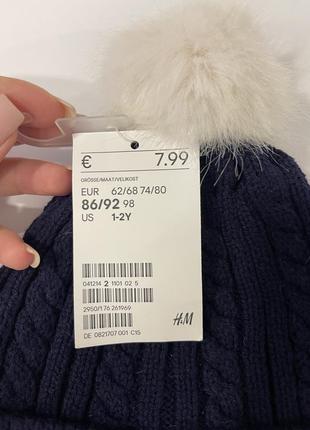 € 7.99
GRÖSSE/MAAT/VELIKOST
EUR 62/68 74/80
86/92 98
US 1-2Y
041214 2 1101 02 5
2950/176 261969
H&M
DE 0821707 001 C15